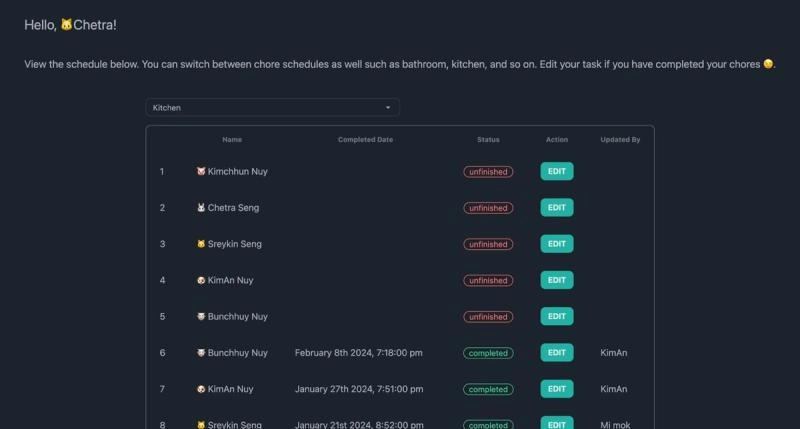 Hello, 🐱Chetra!
View the schedule below. You can switch between chore schedules as well such as bathroom, kitchen, and so on. Edit your task if you have completed your chores 😉.
Kitchen
Name Completed Date Status Action Updated By
1 🐷 Kimchhun Nuy unfinished EDIT
2 🐰 Chetra Seng unfinished EDIT
3 🐱 Sreykin Seng unfinished EDIT
4 🐶 KimAn Nuy unfinished EDIT
5 🐮 Bunchhuy Nuy unfinished EDIT
6 🐮 Bunchhuy Nuy February 8th 2024, 7:18:00 pm completed EDIT KimAn
7 🐶 KimAn Nuy January 27th 2024, 7:51:00 pm completed EDIT KimAn
8 🐱 Sreykin Seng January 21st 2024, 8:52:00 pm completed EDIT Mi mok